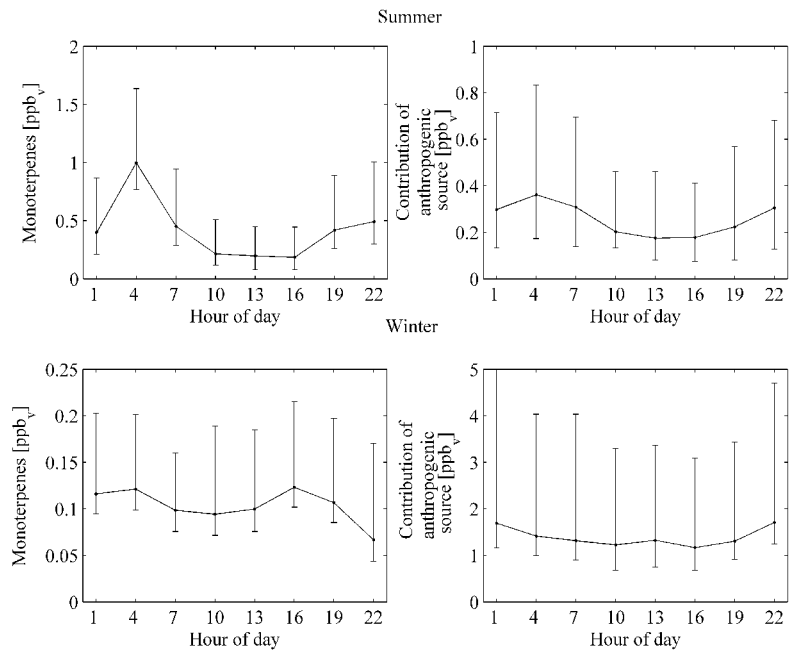 Summer
Monoterpenes [ppbv]
2
1.5
1
0.5
0
1 4 7 10 13 16 19 22
Hour of day
Contribution of
anthropogenic
source [ppbv]
1
0.8
0.6
0.4
0.2
0
1 4 7 10 13 16 19 22
Hour of day
Winter
Monoterpenes [ppbv]
0.25
0.2
0.15
0.1
0.05
0
1 4 7 10 13 16 19 22
Hour of day
Contribution of
anthropogenic
source [ppbv]
5
4
3
2
1
0
1 4 7 10 13 16 19 22
Hour of day